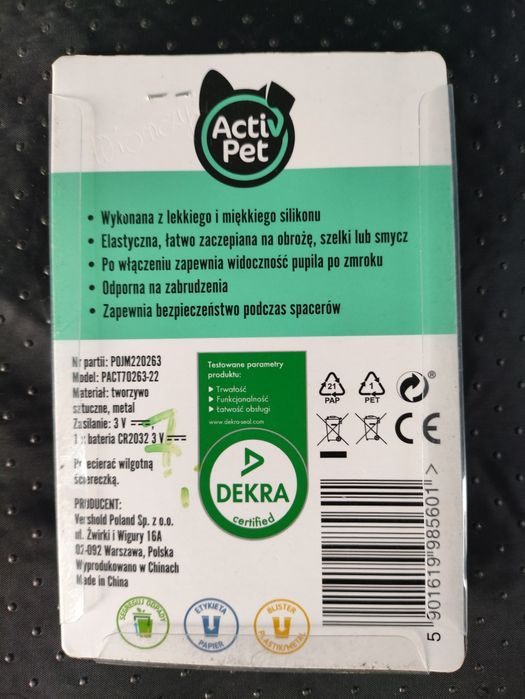 Activ
Pet
• Wykonana z lekkiego i miękkiego silikonu
• Elastyczna, łatwo zaczepiana na obrożę, szelki lub smycz
• Po włączeniu zapewnia widoczność pupila po zmroku
• Odporna na zabrudzenia
• Zapewnia bezpieczeństwo podczas spacerów
Nr partii: POJM220263
Model: PACT70263-22
Materiał: tworzywo
sztuczne, metal
Zasilanie: 3 V
1 x bateria CR2032 3 V
Przecierać wilgotną
ściereczką.
PRODUCENT:
Vershold Poland Sp. z o.o.
ul. Żwirki i Wigury 16A
02-092 Warszawa, Polska
Wyprodukowano w Chinach
Made in China
Testowane parametry
produktu:
▸ Trwałość
▸ Funkcjonalność
▸ Łatwość obsługi
www.dekra-seal.com
DEKRA
certified
21
PAP
1
PET
CE
5 901619 985601 >
7,-
SEGREGUJ ODPADY
ETYKIETA
PAPIER
BLISTER
PLASTIK/METAL